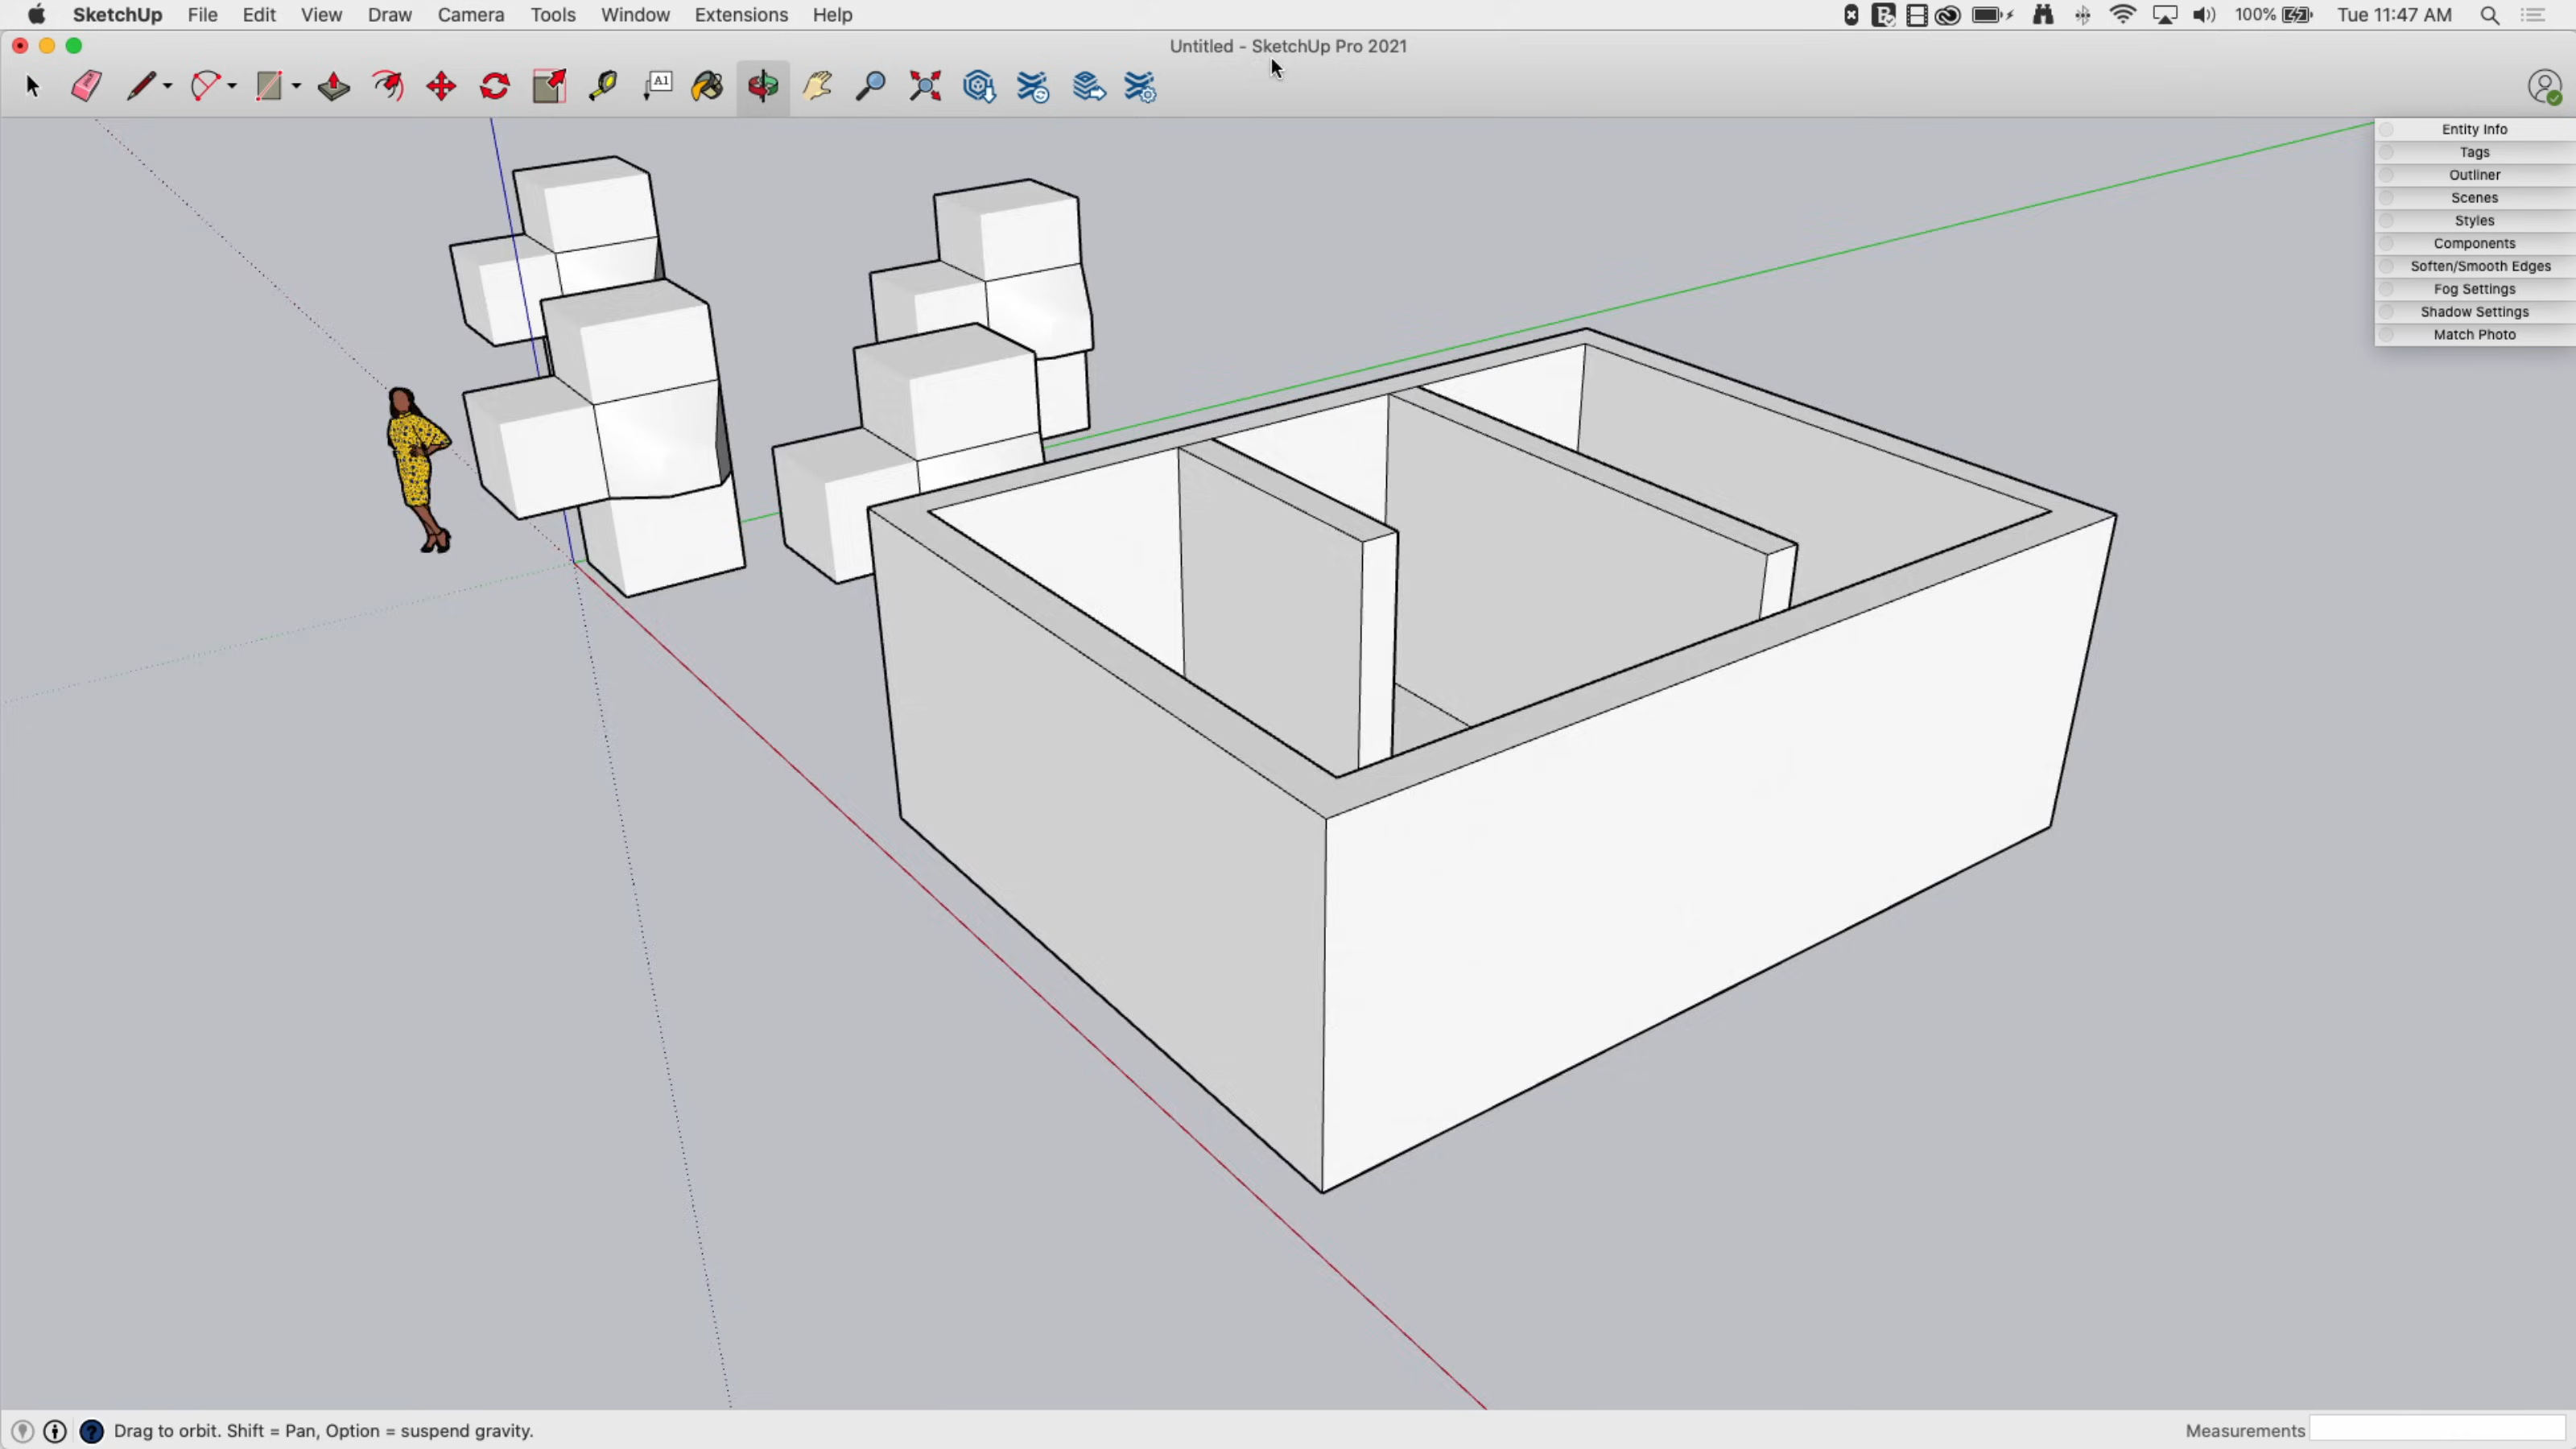 SketchUp File Edit View Draw Camera Tools Window Extensions Help 100% Tue 11:47 AM
Untitled - SketchUp Pro 2021
A1
Entity Info
Tags
Outliner
Scenes
Styles
Components
Soften/Smooth Edges
Fog Settings
Shadow Settings
Match Photo
Drag to orbit. Shift = Pan, Option = suspend gravity. Measurements